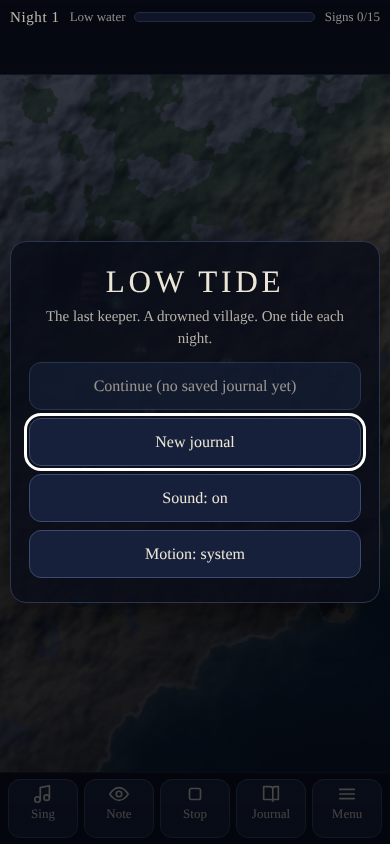 Night 1 Low water Signs 0/15
LOW TIDE
The last keeper. A drowned village. One tide each
night.
Continue (no saved journal yet)
New journal
Sound: on
Motion: system
Sing Note Stop Journal Menu